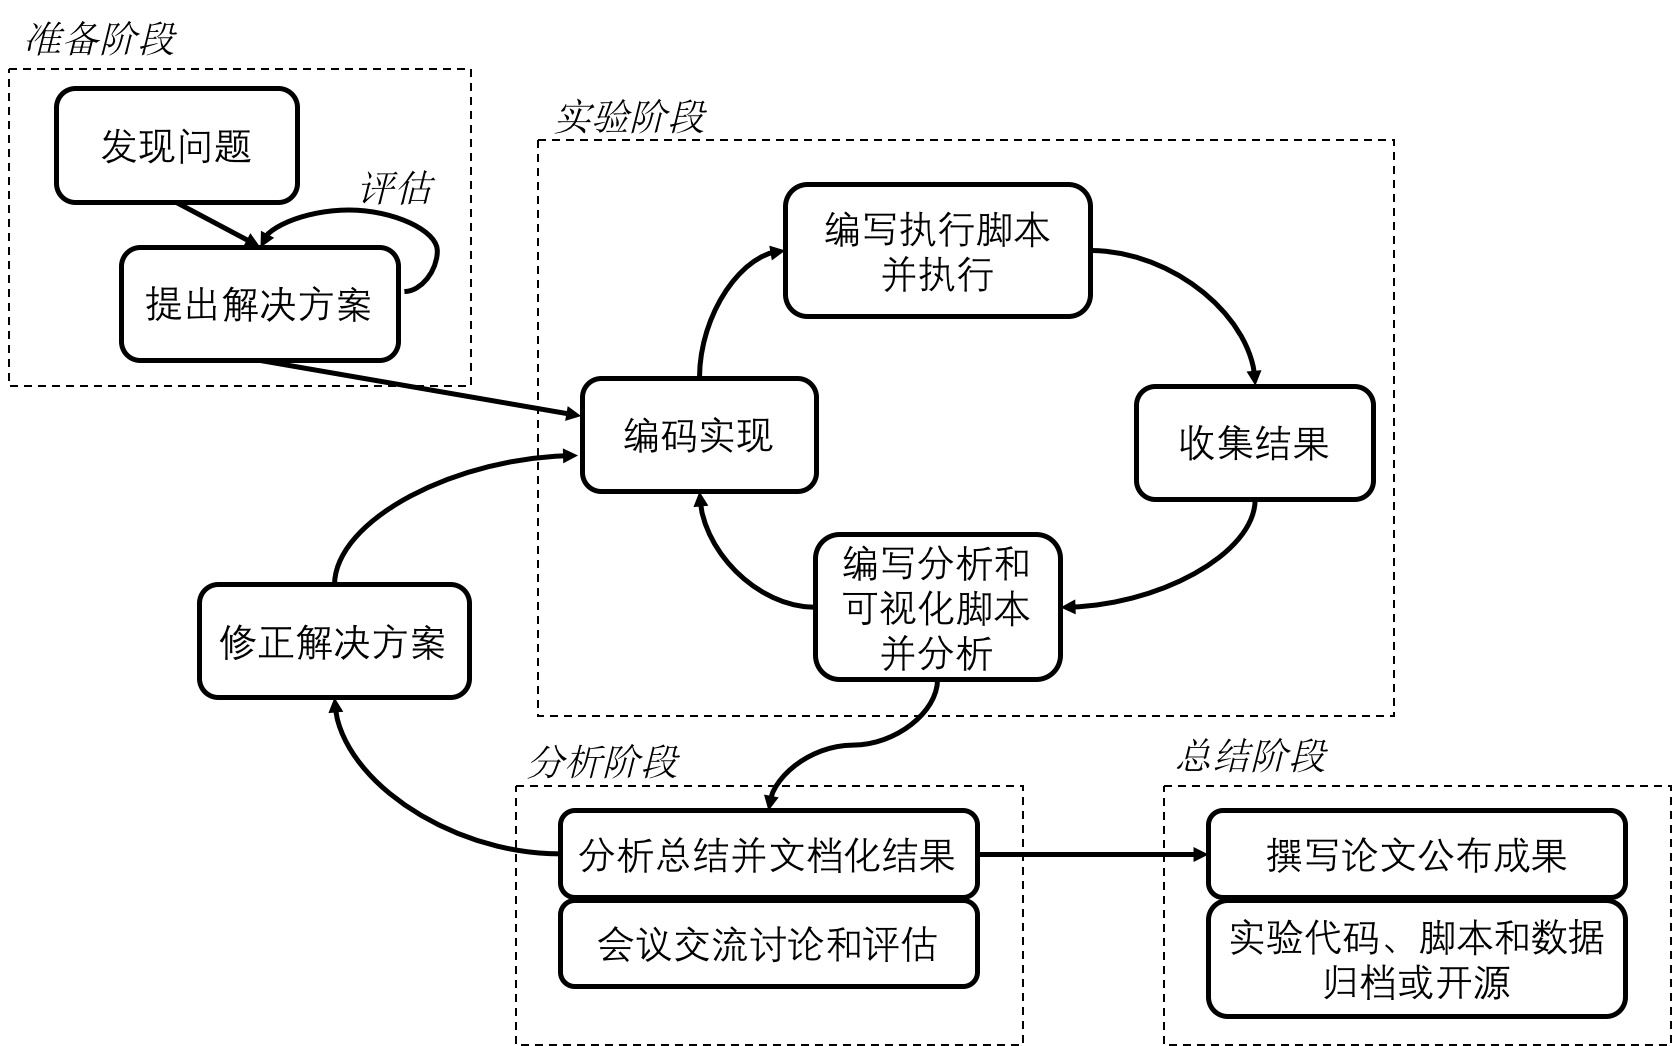 准备阶段
发现问题
评估
提出解决方案
实验阶段
编写执行脚本
并执行
编码实现
收集结果
编写分析和
可视化脚本
并分析
修正解决方案
分析阶段
分析总结并文档化结果
会议交流讨论和评估
总结阶段
撰写论文公布成果
实验代码、脚本和数据
归档或开源